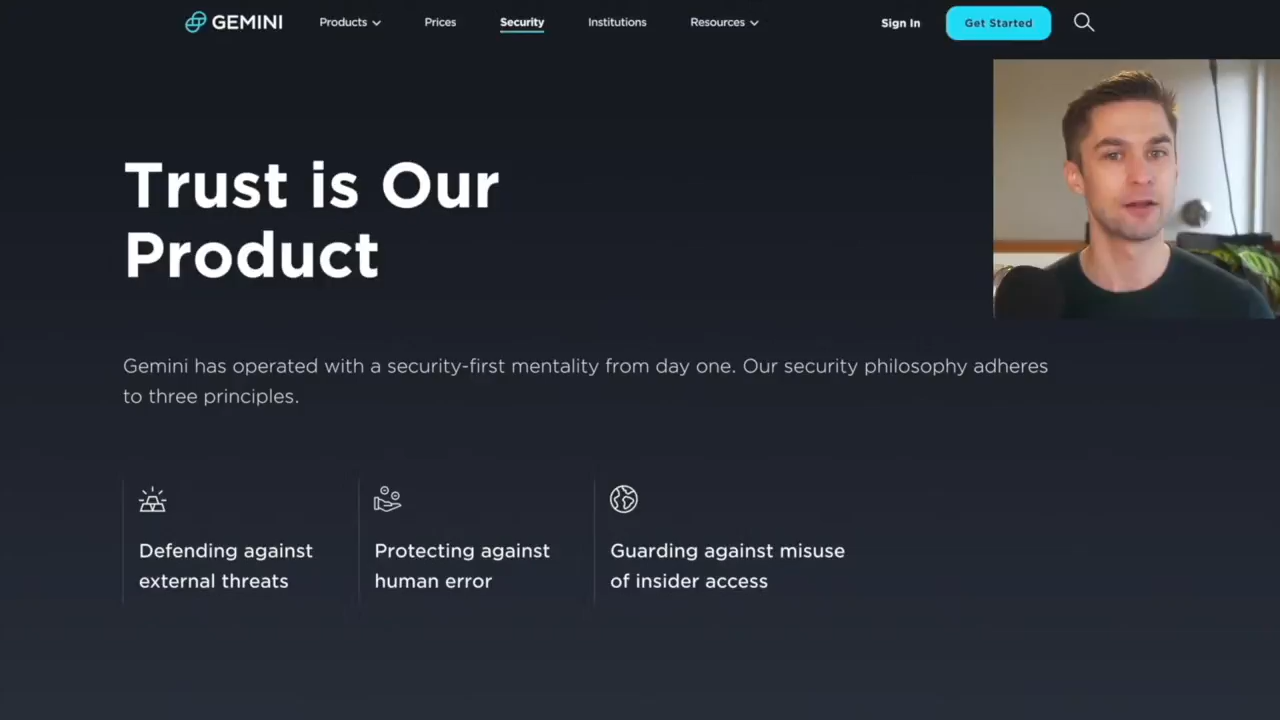 GEMINI
Products
Prices
Security
Institutions
Resources
Sign In
Get Started
Trust is Our
Product
Gemini has operated with a security-first mentality from day one. Our security philosophy adheres
to three principles.
Defending against
external threats
Protecting against
human error
Guarding against misuse
of insider access